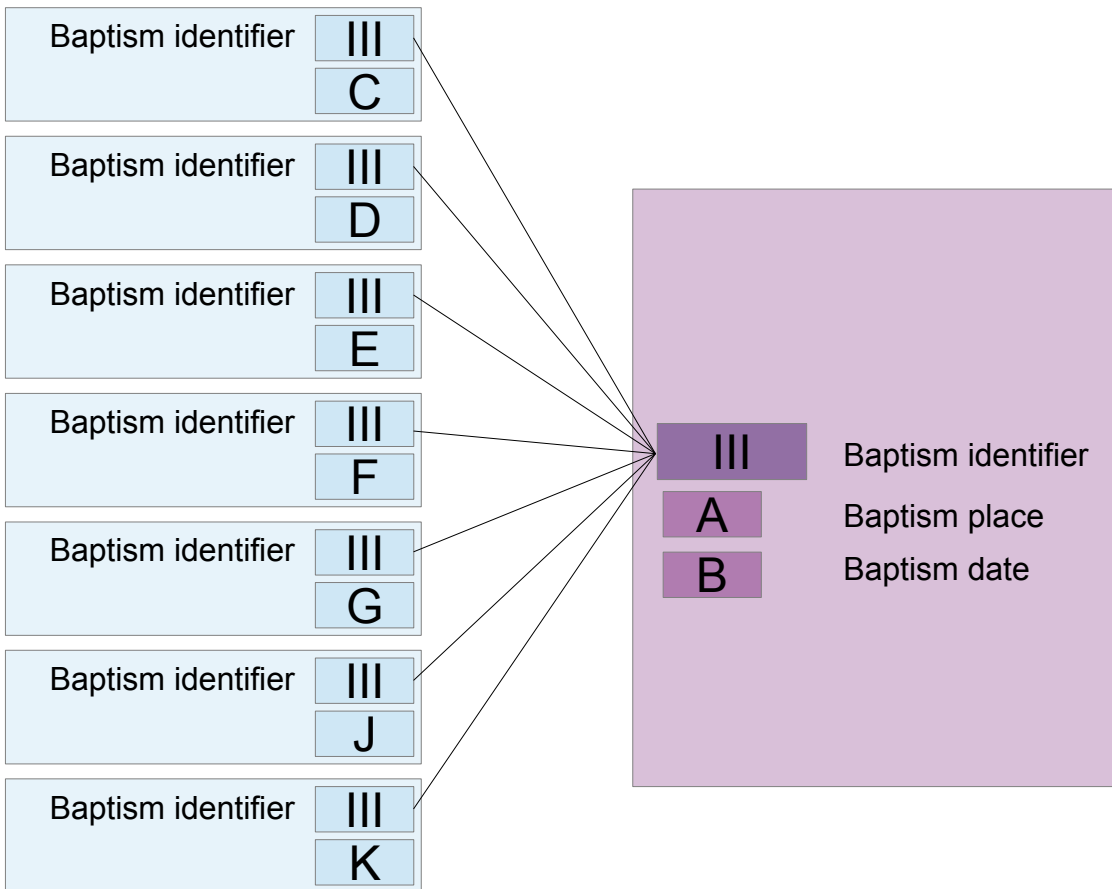 Baptism identifier III
C
Baptism identifier III
D
Baptism identifier III
E
Baptism identifier III
F
Baptism identifier III
G
Baptism identifier III
J
Baptism identifier III
K
III Baptism identifier
A Baptism place
B Baptism date